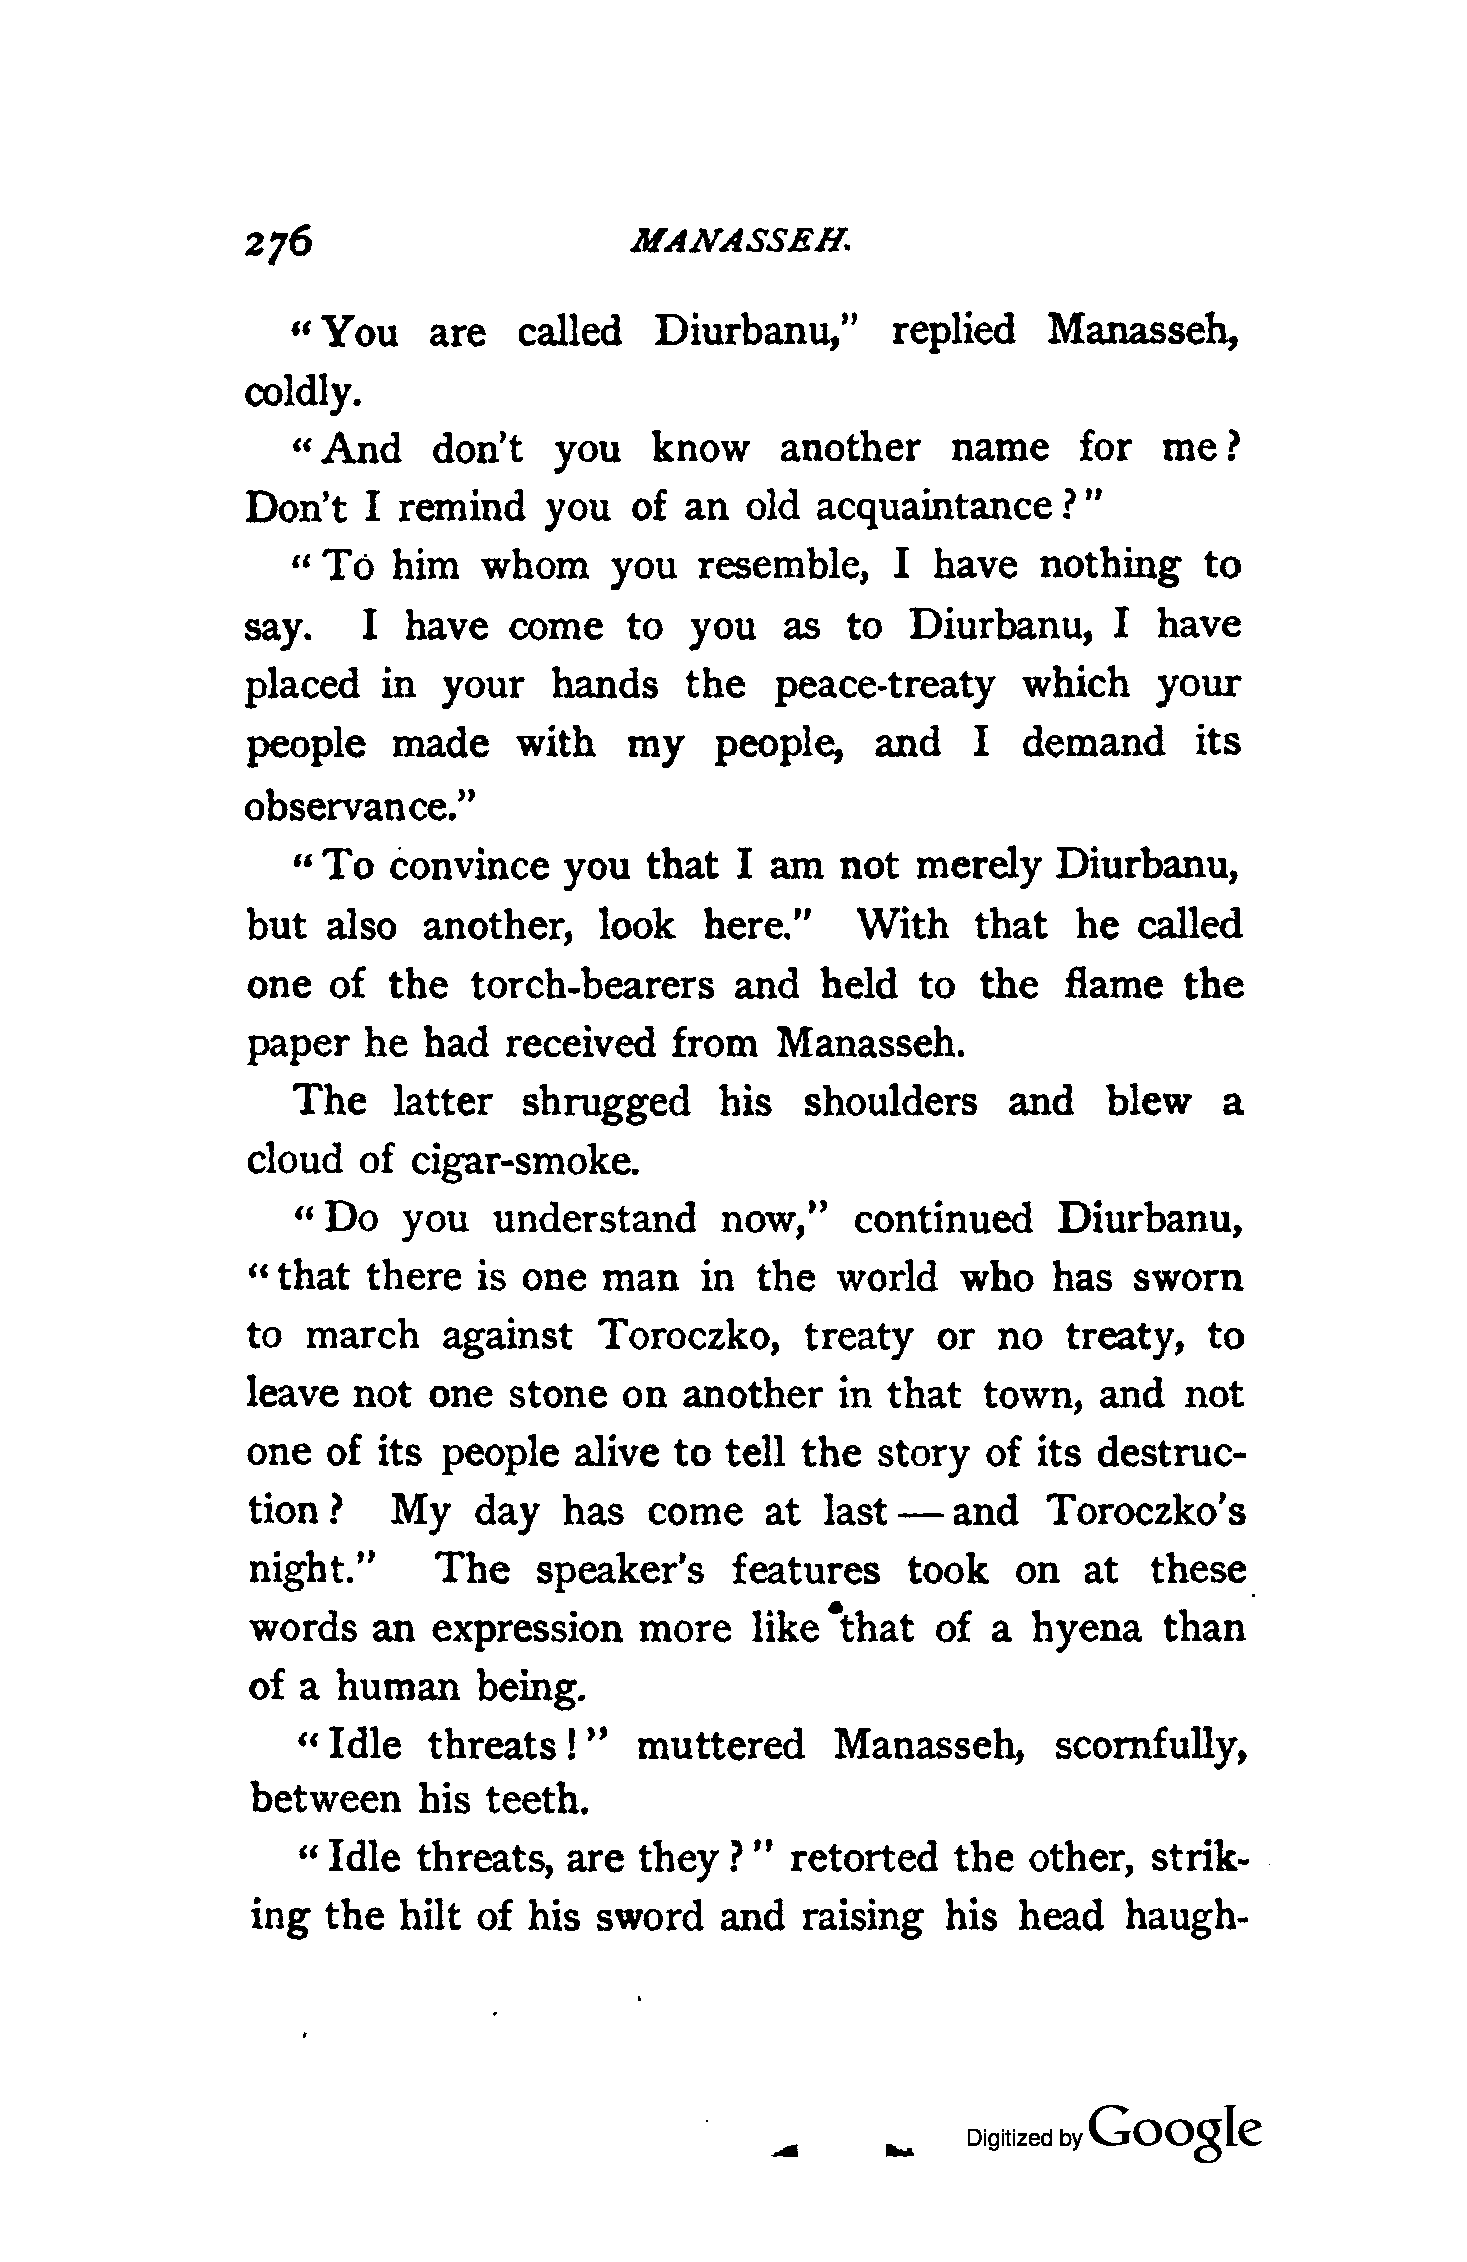 276 MANASSEH.
"You are called Diurbanu," replied Manasseh,
coldly.
"And don't you know another name for me?
Don't I remind you of an old acquaintance?"
"To him whom you resemble, I have nothing to
say. I have come to you as to Diurbanu, I have
placed in your hands the peace-treaty which your
people made with my people, and I demand its
observance."
"To convince you that I am not merely Diurbanu,
but also another, look here." With that he called
one of the torch-bearers and held to the flame the
paper he had received from Manasseh.
The latter shrugged his shoulders and blew a
cloud of cigar-smoke.
"Do you understand now," continued Diurbanu,
"that there is one man in the world who has sworn
to march against Toroczko, treaty or no treaty, to
leave not one stone on another in that town, and not
one of its people alive to tell the story of its destruc-
tion? My day has come at last — and Toroczko's
night." The speaker's features took on at these
words an expression more like that of a hyena than
of a human being.
"Idle threats!" muttered Manasseh, scornfully,
between his teeth.
"Idle threats, are they?" retorted the other, strik-
ing the hilt of his sword and raising his head haugh-
Digitized by Google